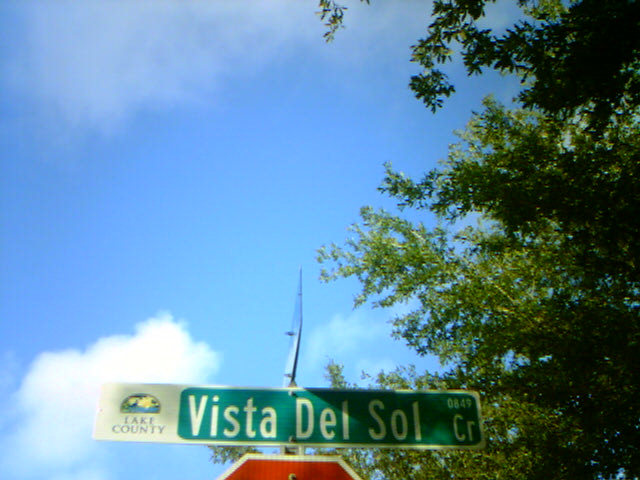 LAKE
COUNTY
Vista Del Sol Cr
0849